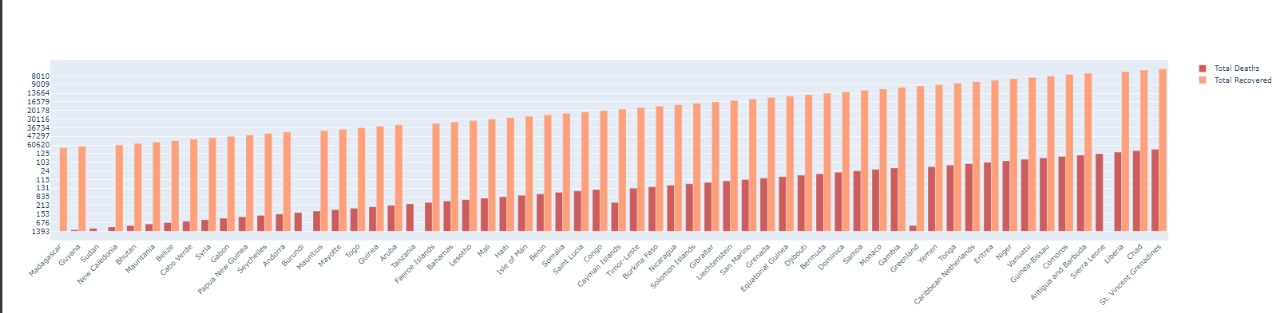 Total Deaths
Total Recovered
8010
9009
13664
16579
20178
30116
36734
47297
60620
125
103
24
115
131
835
213
153
676
1393
Madagascar
Guyana
Sudan
New Caledonia
Bhutan
Mauritania
Belize
Cabo Verde
Syria
Gabon
Papua New Guinea
Seychelles
Andorra
Burundi
Mauritius
Mayotte
Togo
Guinea
Aruba
Tanzania
Faeroe Islands
Bahamas
Lesotho
Mali
Haiti
Isle of Man
Benin
Somalia
Saint Lucia
Congo
Cayman Islands
Timor-Leste
Burkina Faso
Nicaragua
Solomon Islands
Gibraltar
Liechtenstein
San Marino
Grenada
Equatorial Guinea
Djibouti
Bermuda
Dominica
Samoa
Monaco
Gambia
Greenland
Yemen
Tonga
Caribbean Netherlands
Eritrea
Niger
Vanuatu
Guinea-Bissau
Comoros
Antigua and Barbuda
Sierra Leone
Liberia
Chad
St. Vincent Grenadines